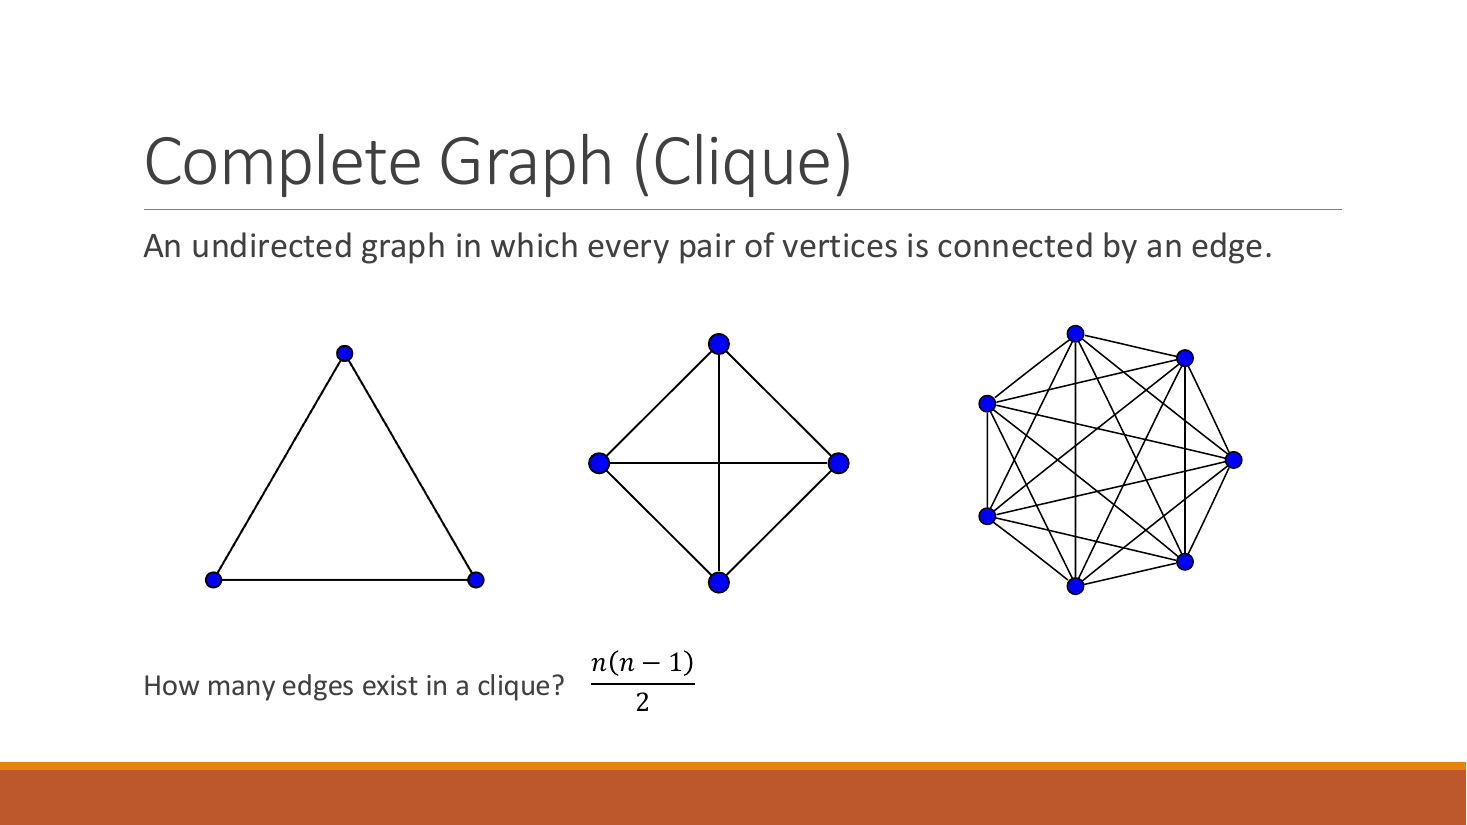 Complete Graph (Clique)
An undirected graph in which every pair of vertices is connected by an edge.
How many edges exist in a clique? n(n − 1)
2